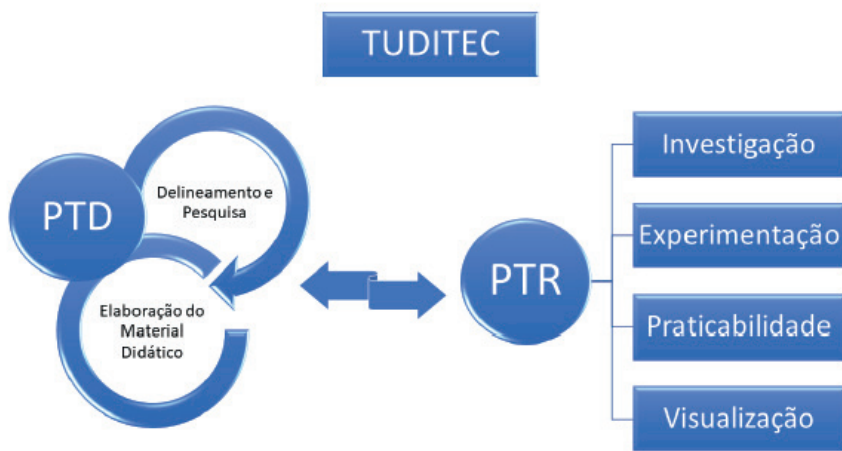 TUDITEC
PTD
Delineamento e
Pesquisa
Elaboração do
Material
Didático
PTR
Investigação
Experimentação
Praticabilidade
Visualização